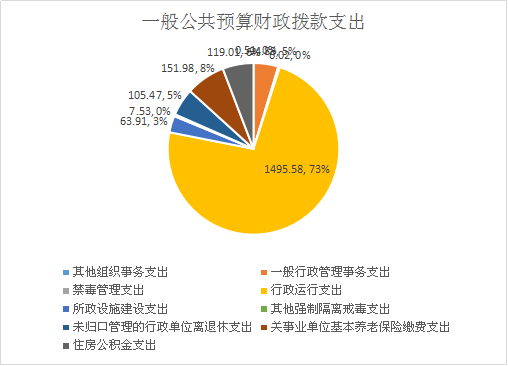 一般公共预算财政拨款支出
119.01, 6%
0.02, 0%
151.98, 8%
105.47, 5%
7.53, 0%
63.91, 3%
1495.58, 73%
其他组织事务支出
一般行政管理事务支出
禁毒管理支出
行政运行支出
所政设施建设支出
其他强制隔离戒毒支出
未归口管理的行政单位离退休支出
关事业单位基本养老保险缴费支出
住房公积金支出